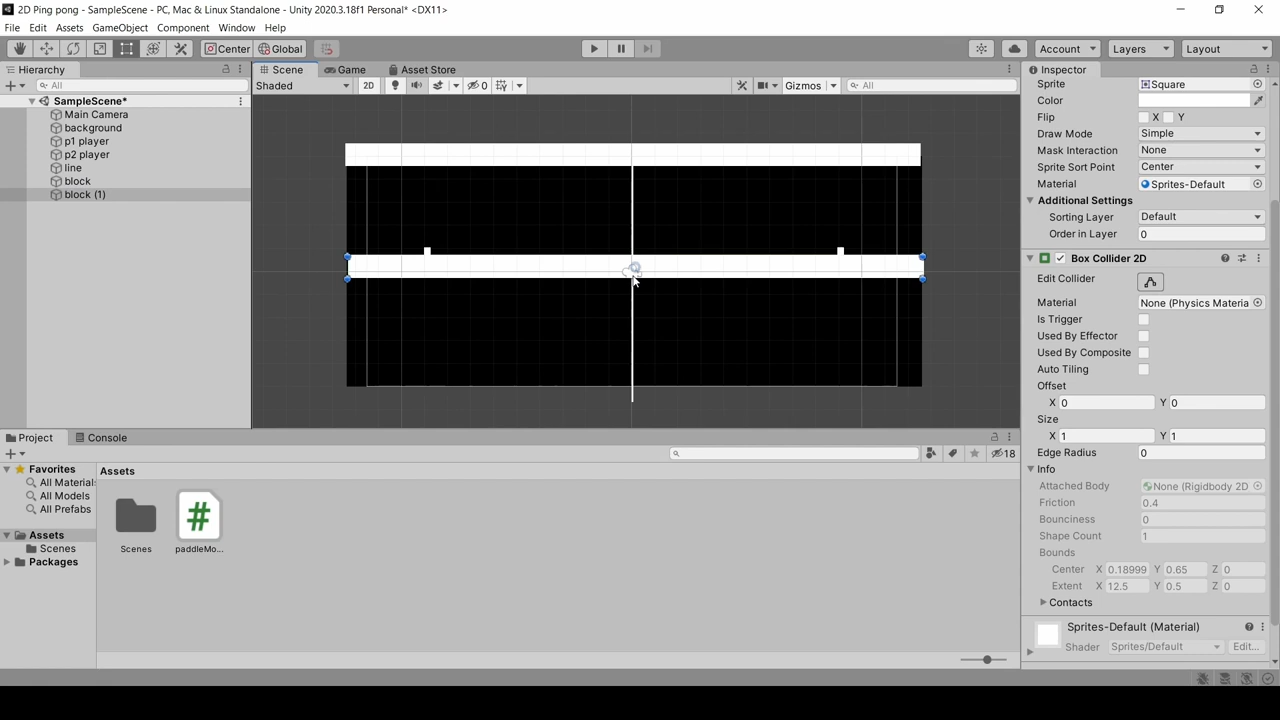 2D Ping pong - SampleScene - PC, Mac & Linux Standalone - Unity 2020.3.18f1 Personal* <DX11>
File Edit Assets GameObject Component Window Help
Center Global Account Layers Layout
Hierarchy Scene Game Asset Store Inspector
All Shaded 2D 0 Gizmos All
Sprite Square
SampleScene*
Color
Main Camera
Flip X Y
background
Draw Mode Simple
p1 player
Mask Interaction None
p2 player
Sprite Sort Point Center
line
block
Material Sprites-Default
block (1)
Additional Settings
Sorting Layer Default
Order in Layer 0
Box Collider 2D
Edit Collider
Material None (Physics Materia
Is Trigger
Used By Effector
Used By Composite
Auto Tiling
Offset
X 0 Y 0
Size
X 1 Y 1
Edge Radius 0
Info
Attached Body None (Rigidbody 2D
Friction 0.4
Bounciness 0
Shape Count 1
Bounds
Center X 0.18999 Y 0.65 Z 0
Extent X 12.5 Y 0.5 Z 0
Contacts
Sprites-Default (Material)
Shader Sprites/Default Edit...
Project Console
18
Favorites
All Material
All Models
All Prefabs
Assets
Scenes
Packages
Assets
Scenes paddleMo...